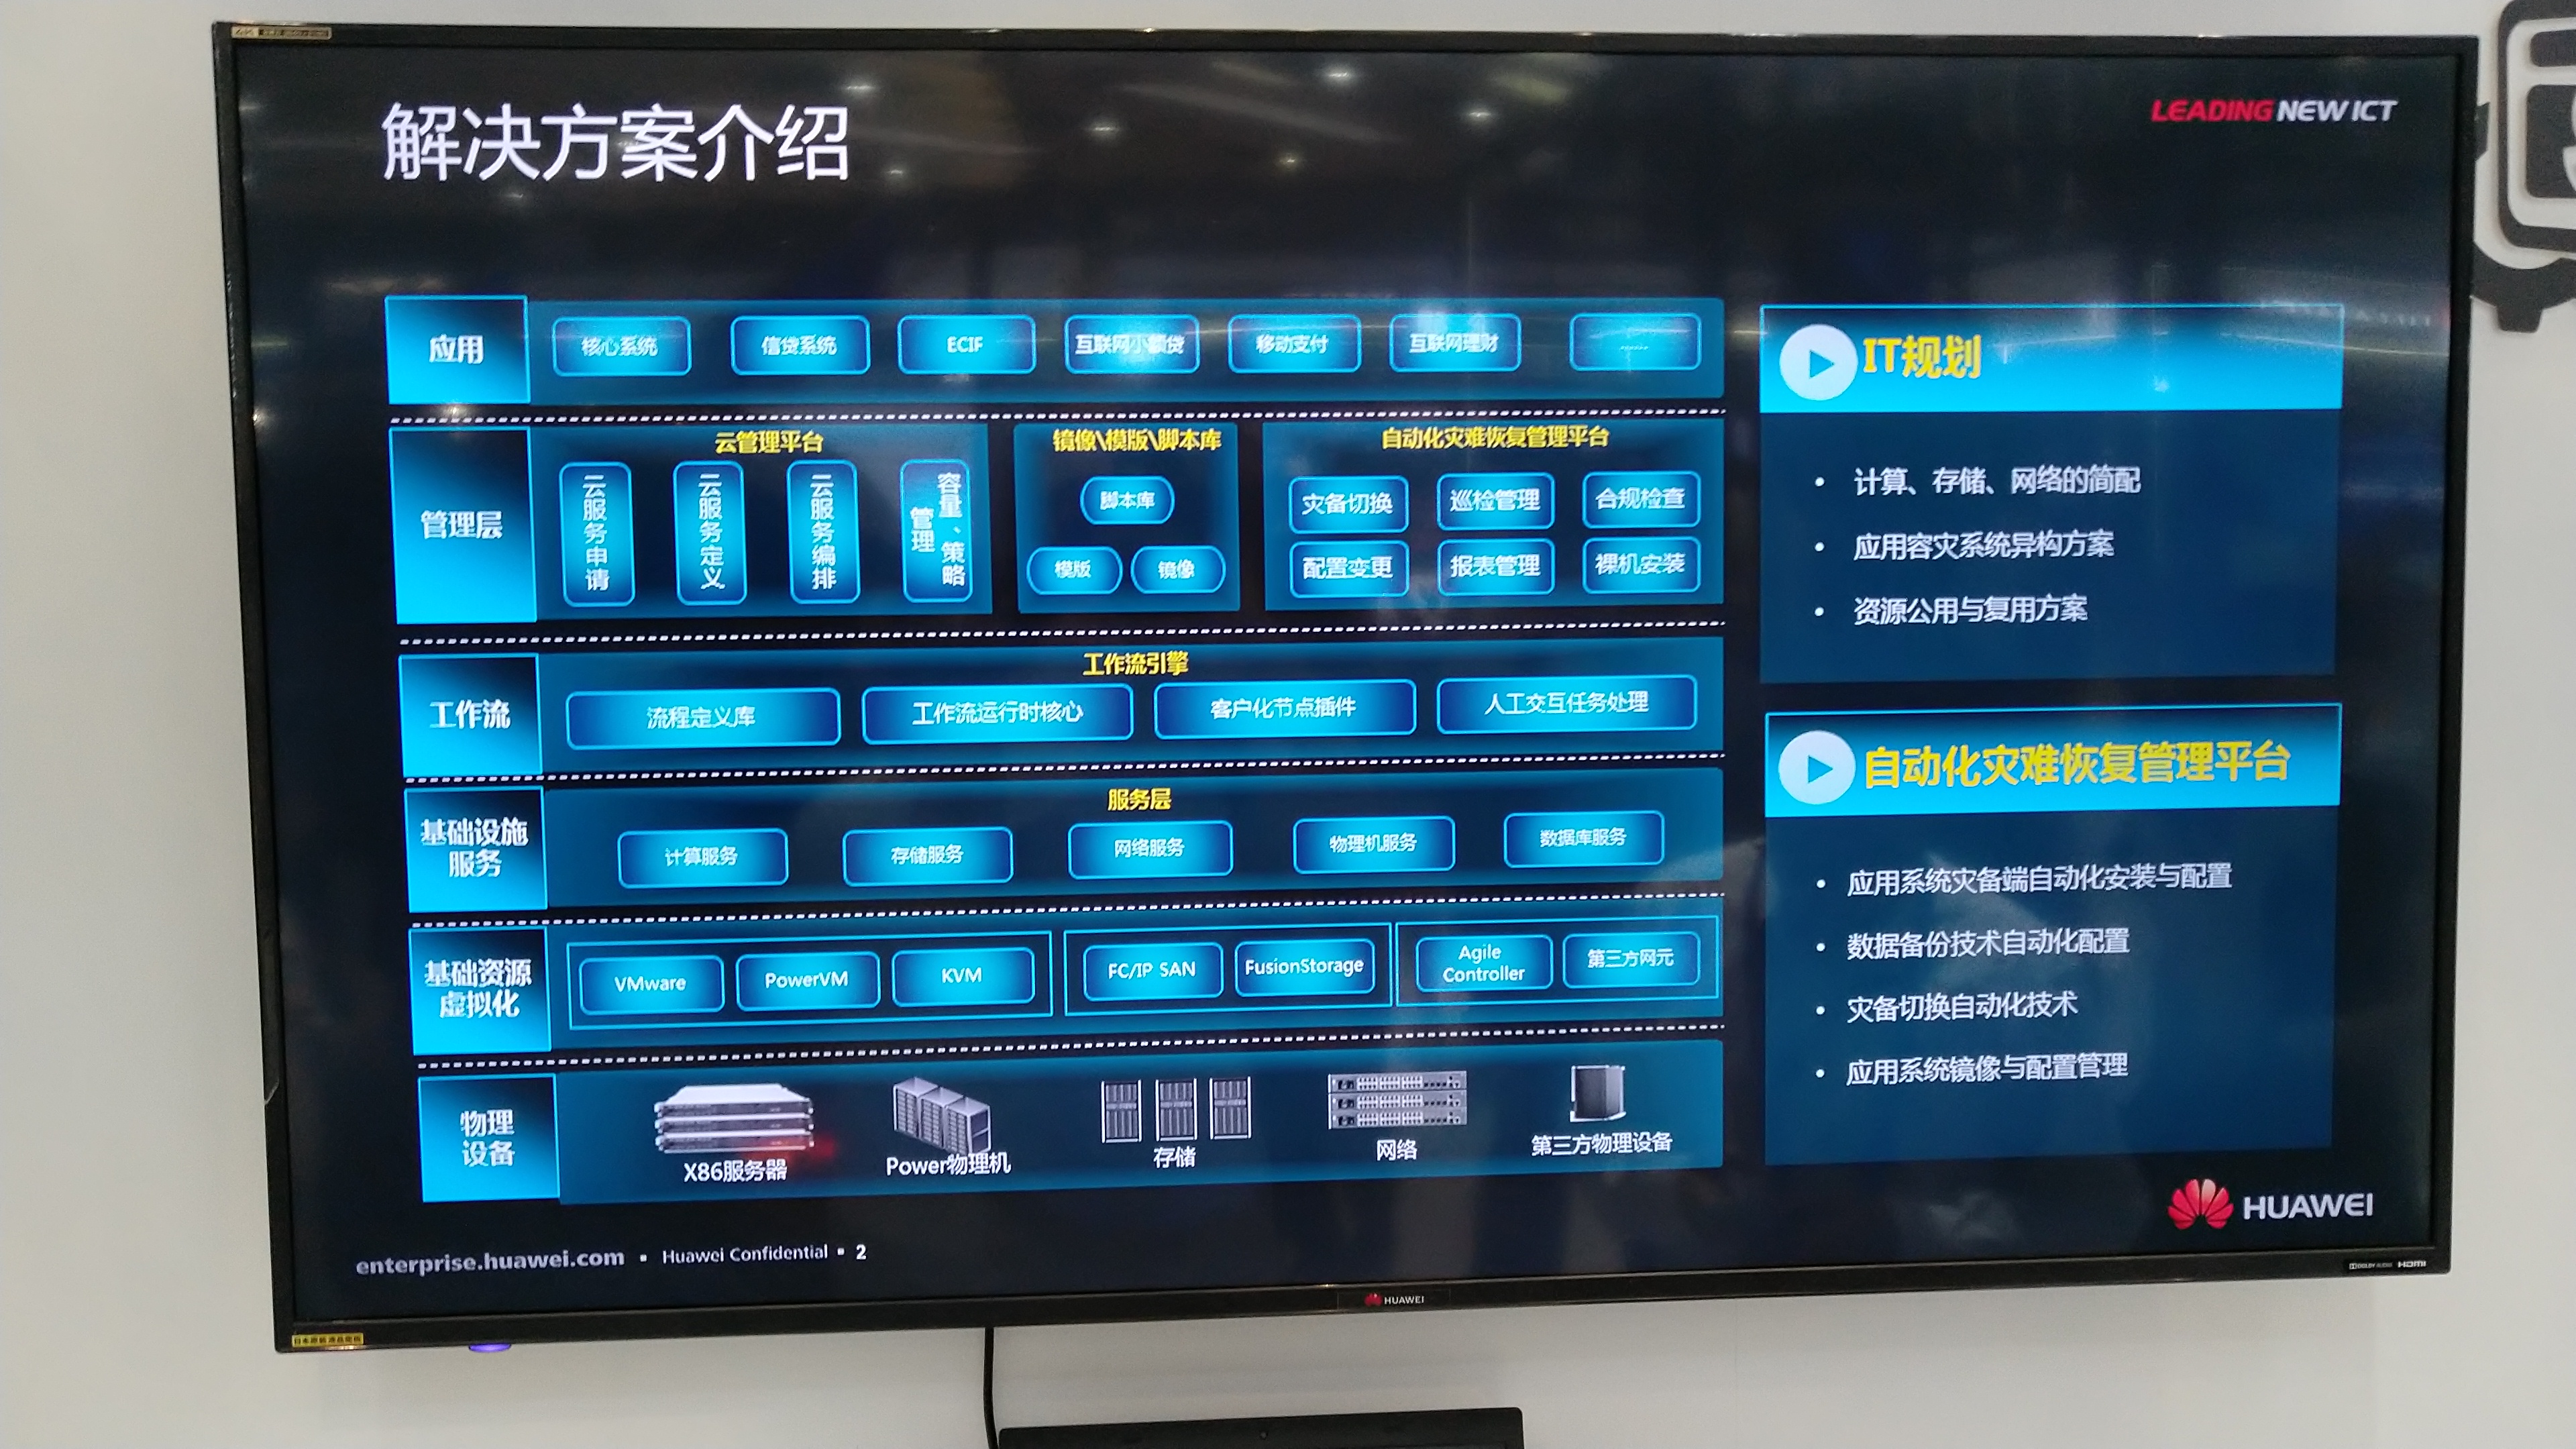 解决方案介绍
LEADING NEW ICT
应用
核心系统
信贷系统
ECIF
互联网小额贷
移动支付
互联网理财
......
管理层
云管理平台
云服务申请
云服务定义
云服务编排
容量、策略
管理
镜像\模版\脚本库
脚本库
模版
镜像
自动化灾难恢复管理平台
灾备切换
巡检管理
合规检查
配置变更
报表管理
裸机安装
工作流
工作流引擎
流程定义库
工作流运行时核心
客户化节点插件
人工交互任务处理
基础设施
服务
服务层
计算服务
存储服务
网络服务
物理机服务
数据库服务
基础资源
虚拟化
VMware
PowerVM
KVM
FC/IP SAN
FusionStorage
Agile
Controller
第三方网元
物理
设备
X86服务器
Power物理机
存储
网络
第三方物理设备
IT规划
• 计算、存储、网络的简配
• 应用容灾系统异构方案
• 资源公用与复用方案
自动化灾难恢复管理平台
• 应用系统灾备端自动化安装与配置
• 数据备份技术自动化配置
• 灾备切换自动化技术
• 应用系统镜像与配置管理
HUAWEI
enterprise.huawei.com ▪ Huawei Confidential ▪ 2
DOLBY AUDIO HDMI
HUAWEI